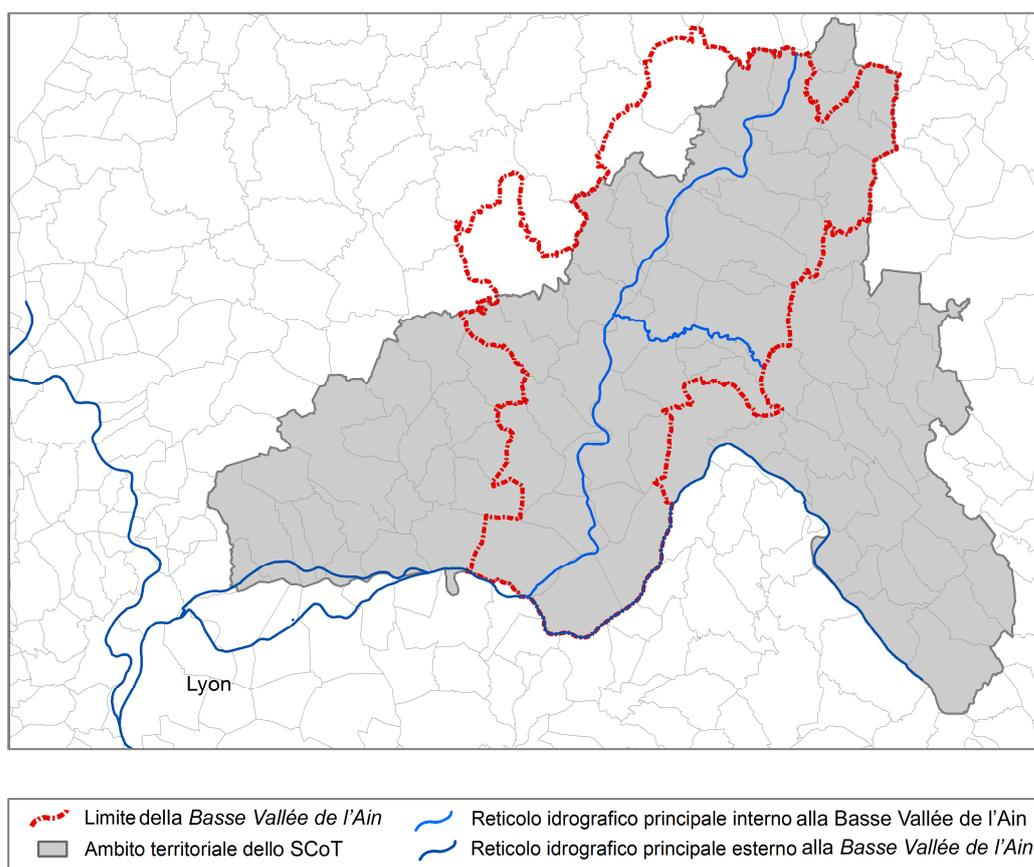 Lyon
Limite della Basse Vallée de l'Ain
Reticolo idrografico principale interno alla Basse Vallée de l'Ain
Ambito territoriale dello SCoT
Reticolo idrografico principale esterno alla Basse Vallée de l'Ain